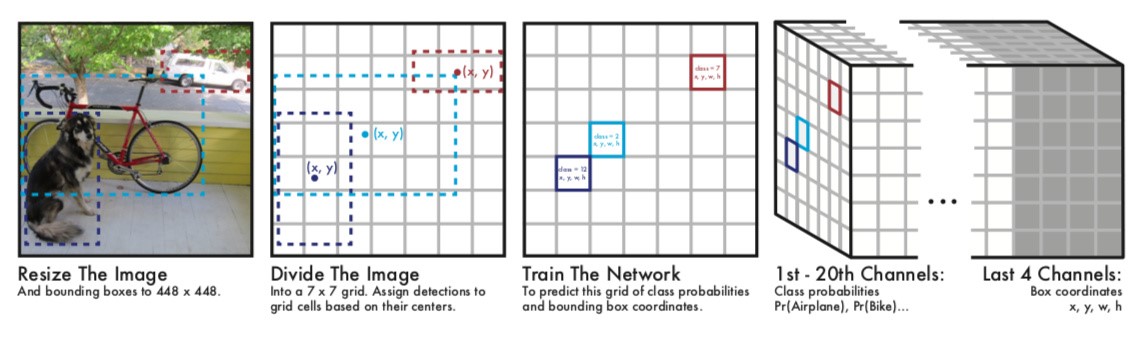 (x, y)
(x, y)
(x, y)
class = 7
x, y, w, h
class = 2
x, y, w, h
class = 12
x, y, w, h
...
Resize The Image
And bounding boxes to 448 x 448.
Divide The Image
Into a 7 x 7 grid. Assign detections to
grid cells based on their centers.
Train The Network
To predict this grid of class probabilities
and bounding box coordinates.
1st - 20th Channels:
Class probabilities
Pr(Airplane), Pr(Bike)...
Last 4 Channels:
Box coordinates
x, y, w, h